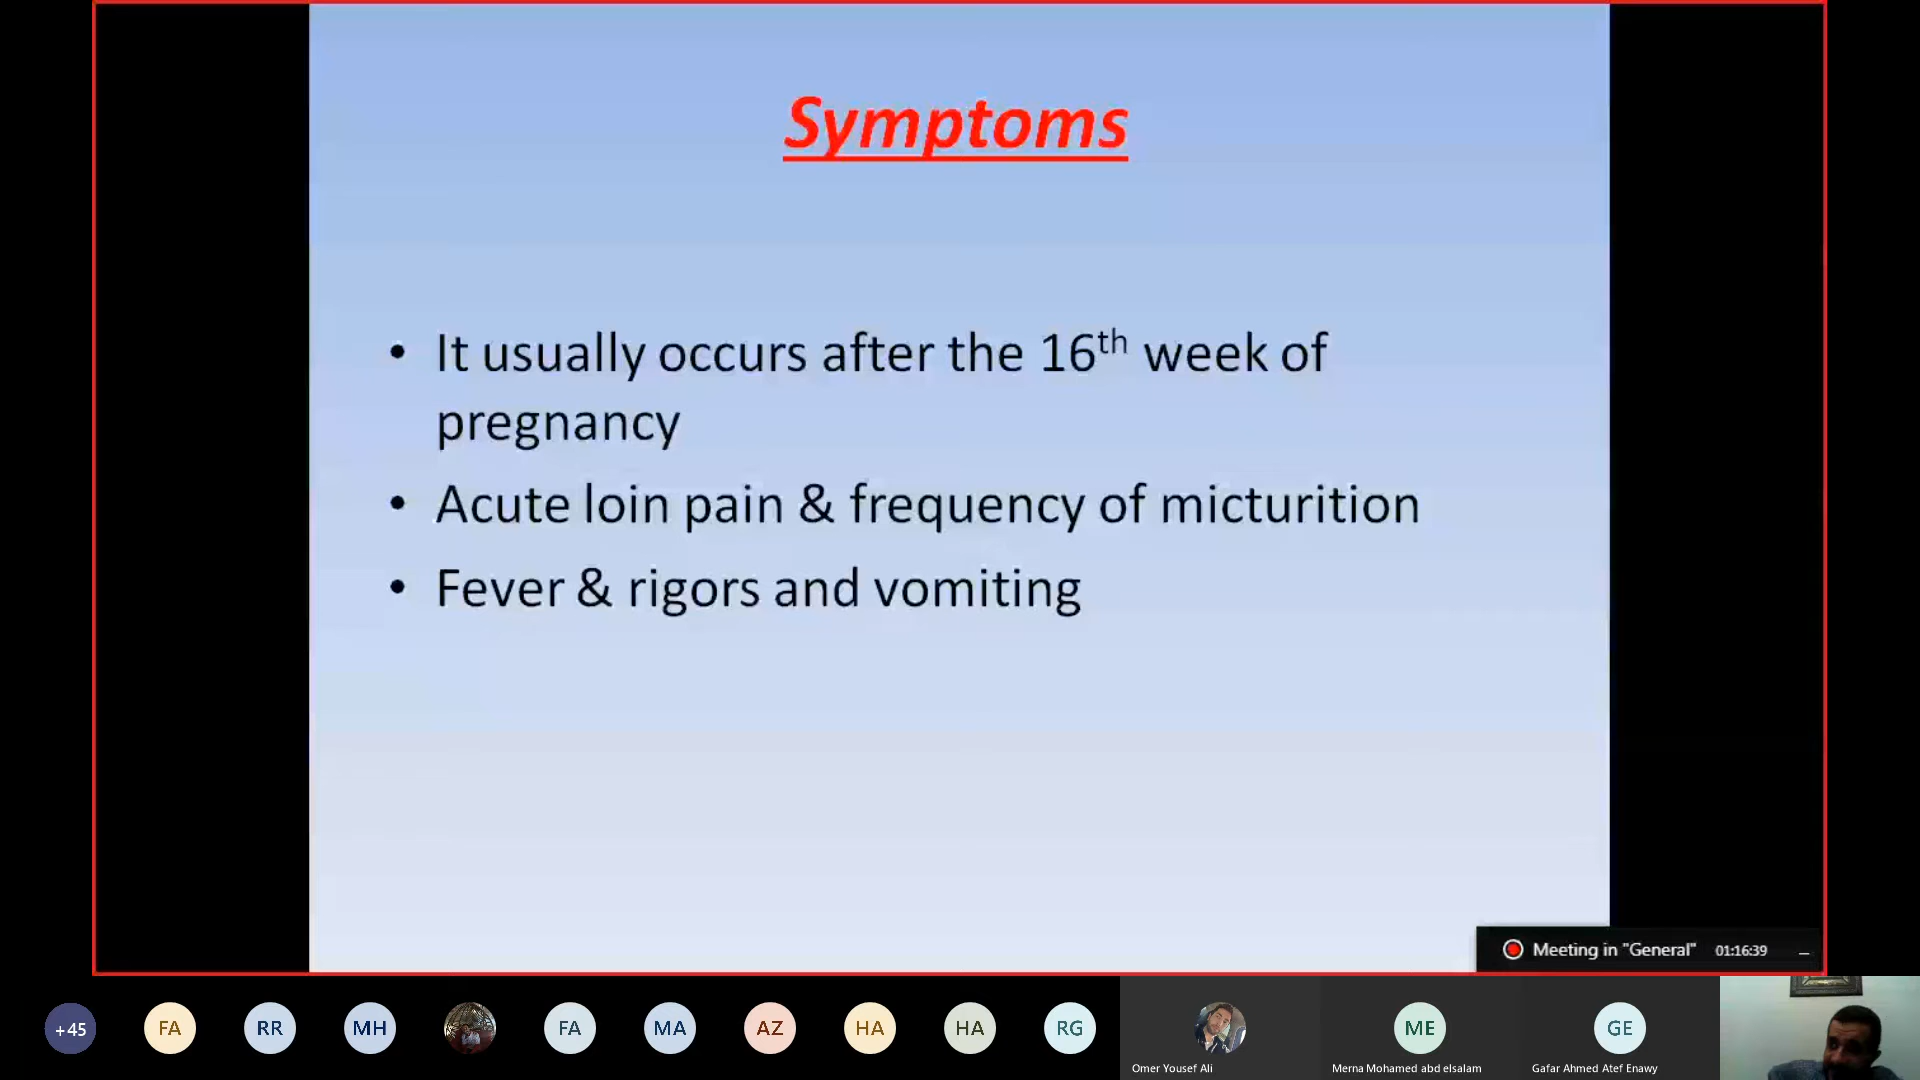 Symptoms
• It usually occurs after the 16th week of
pregnancy
• Acute loin pain & frequency of micturition
• Fever & rigors and vomiting
Meeting in "General" 01:16:39
+45 FA RR MH FA MA AZ HA HA RG ME GE
Omer Yousef Ali Merna Mohamed abd elsalam Gafar Ahmed Atef Enawy